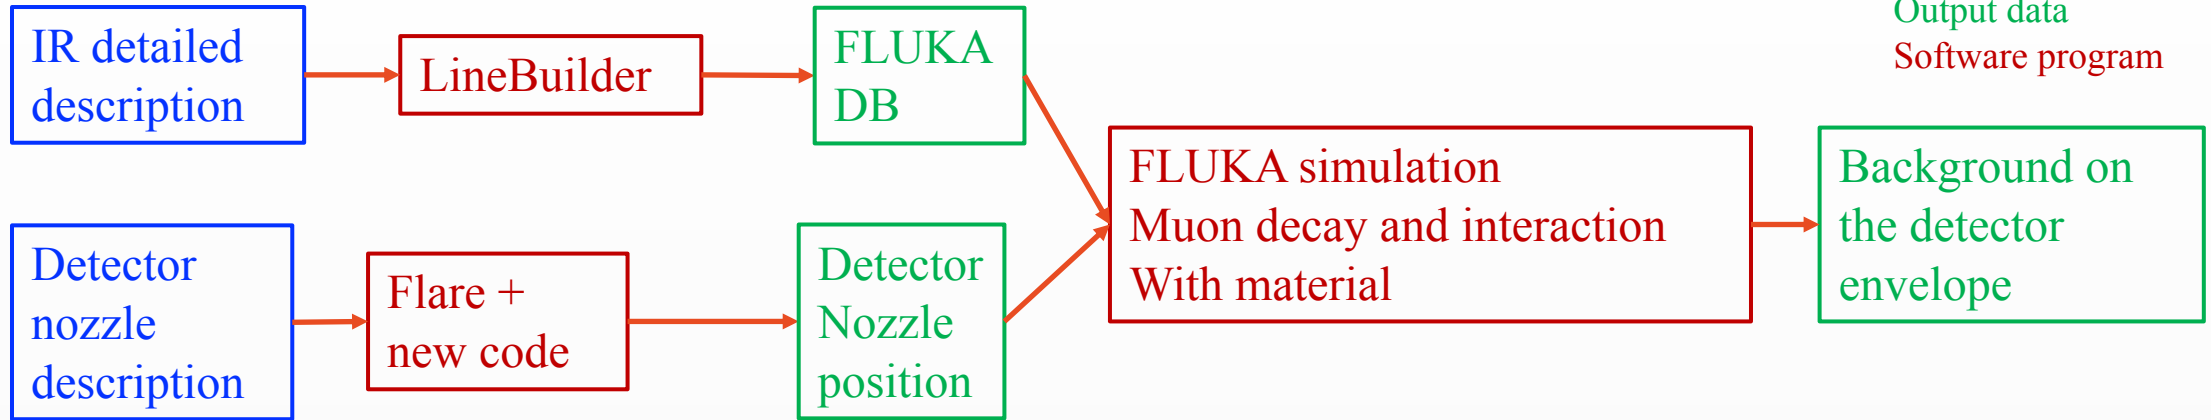 Output data
Software program
IR detailed
description
LineBuilder
FLUKA
DB
FLUKA simulation
Muon decay and interaction
With material
Background on
the detector
envelope
Detector
nozzle
description
Flare +
new code
Detector
Nozzle
position